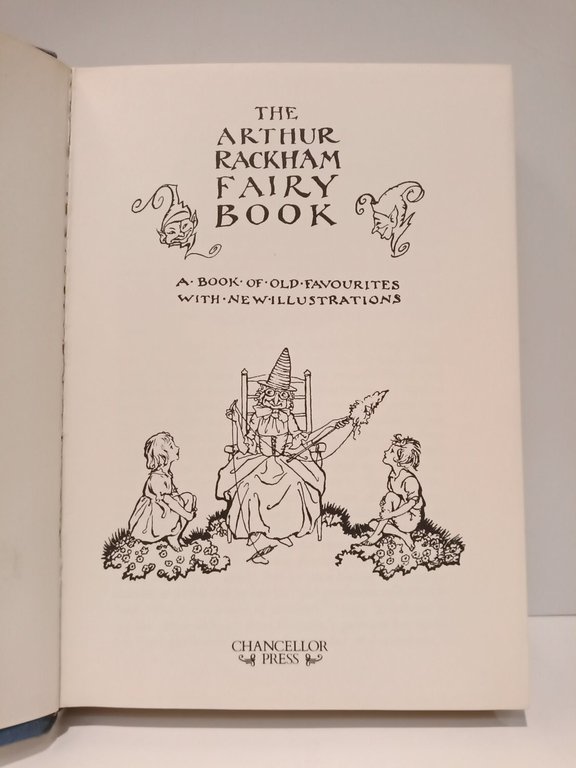 THE
ARTHUR
RACKHAM
FAIRY
BOOK
A·BOOK·OF·OLD·FAVOURITES
WITH·NEW·ILLUSTRATIONS
CHANCELLOR
PRESS